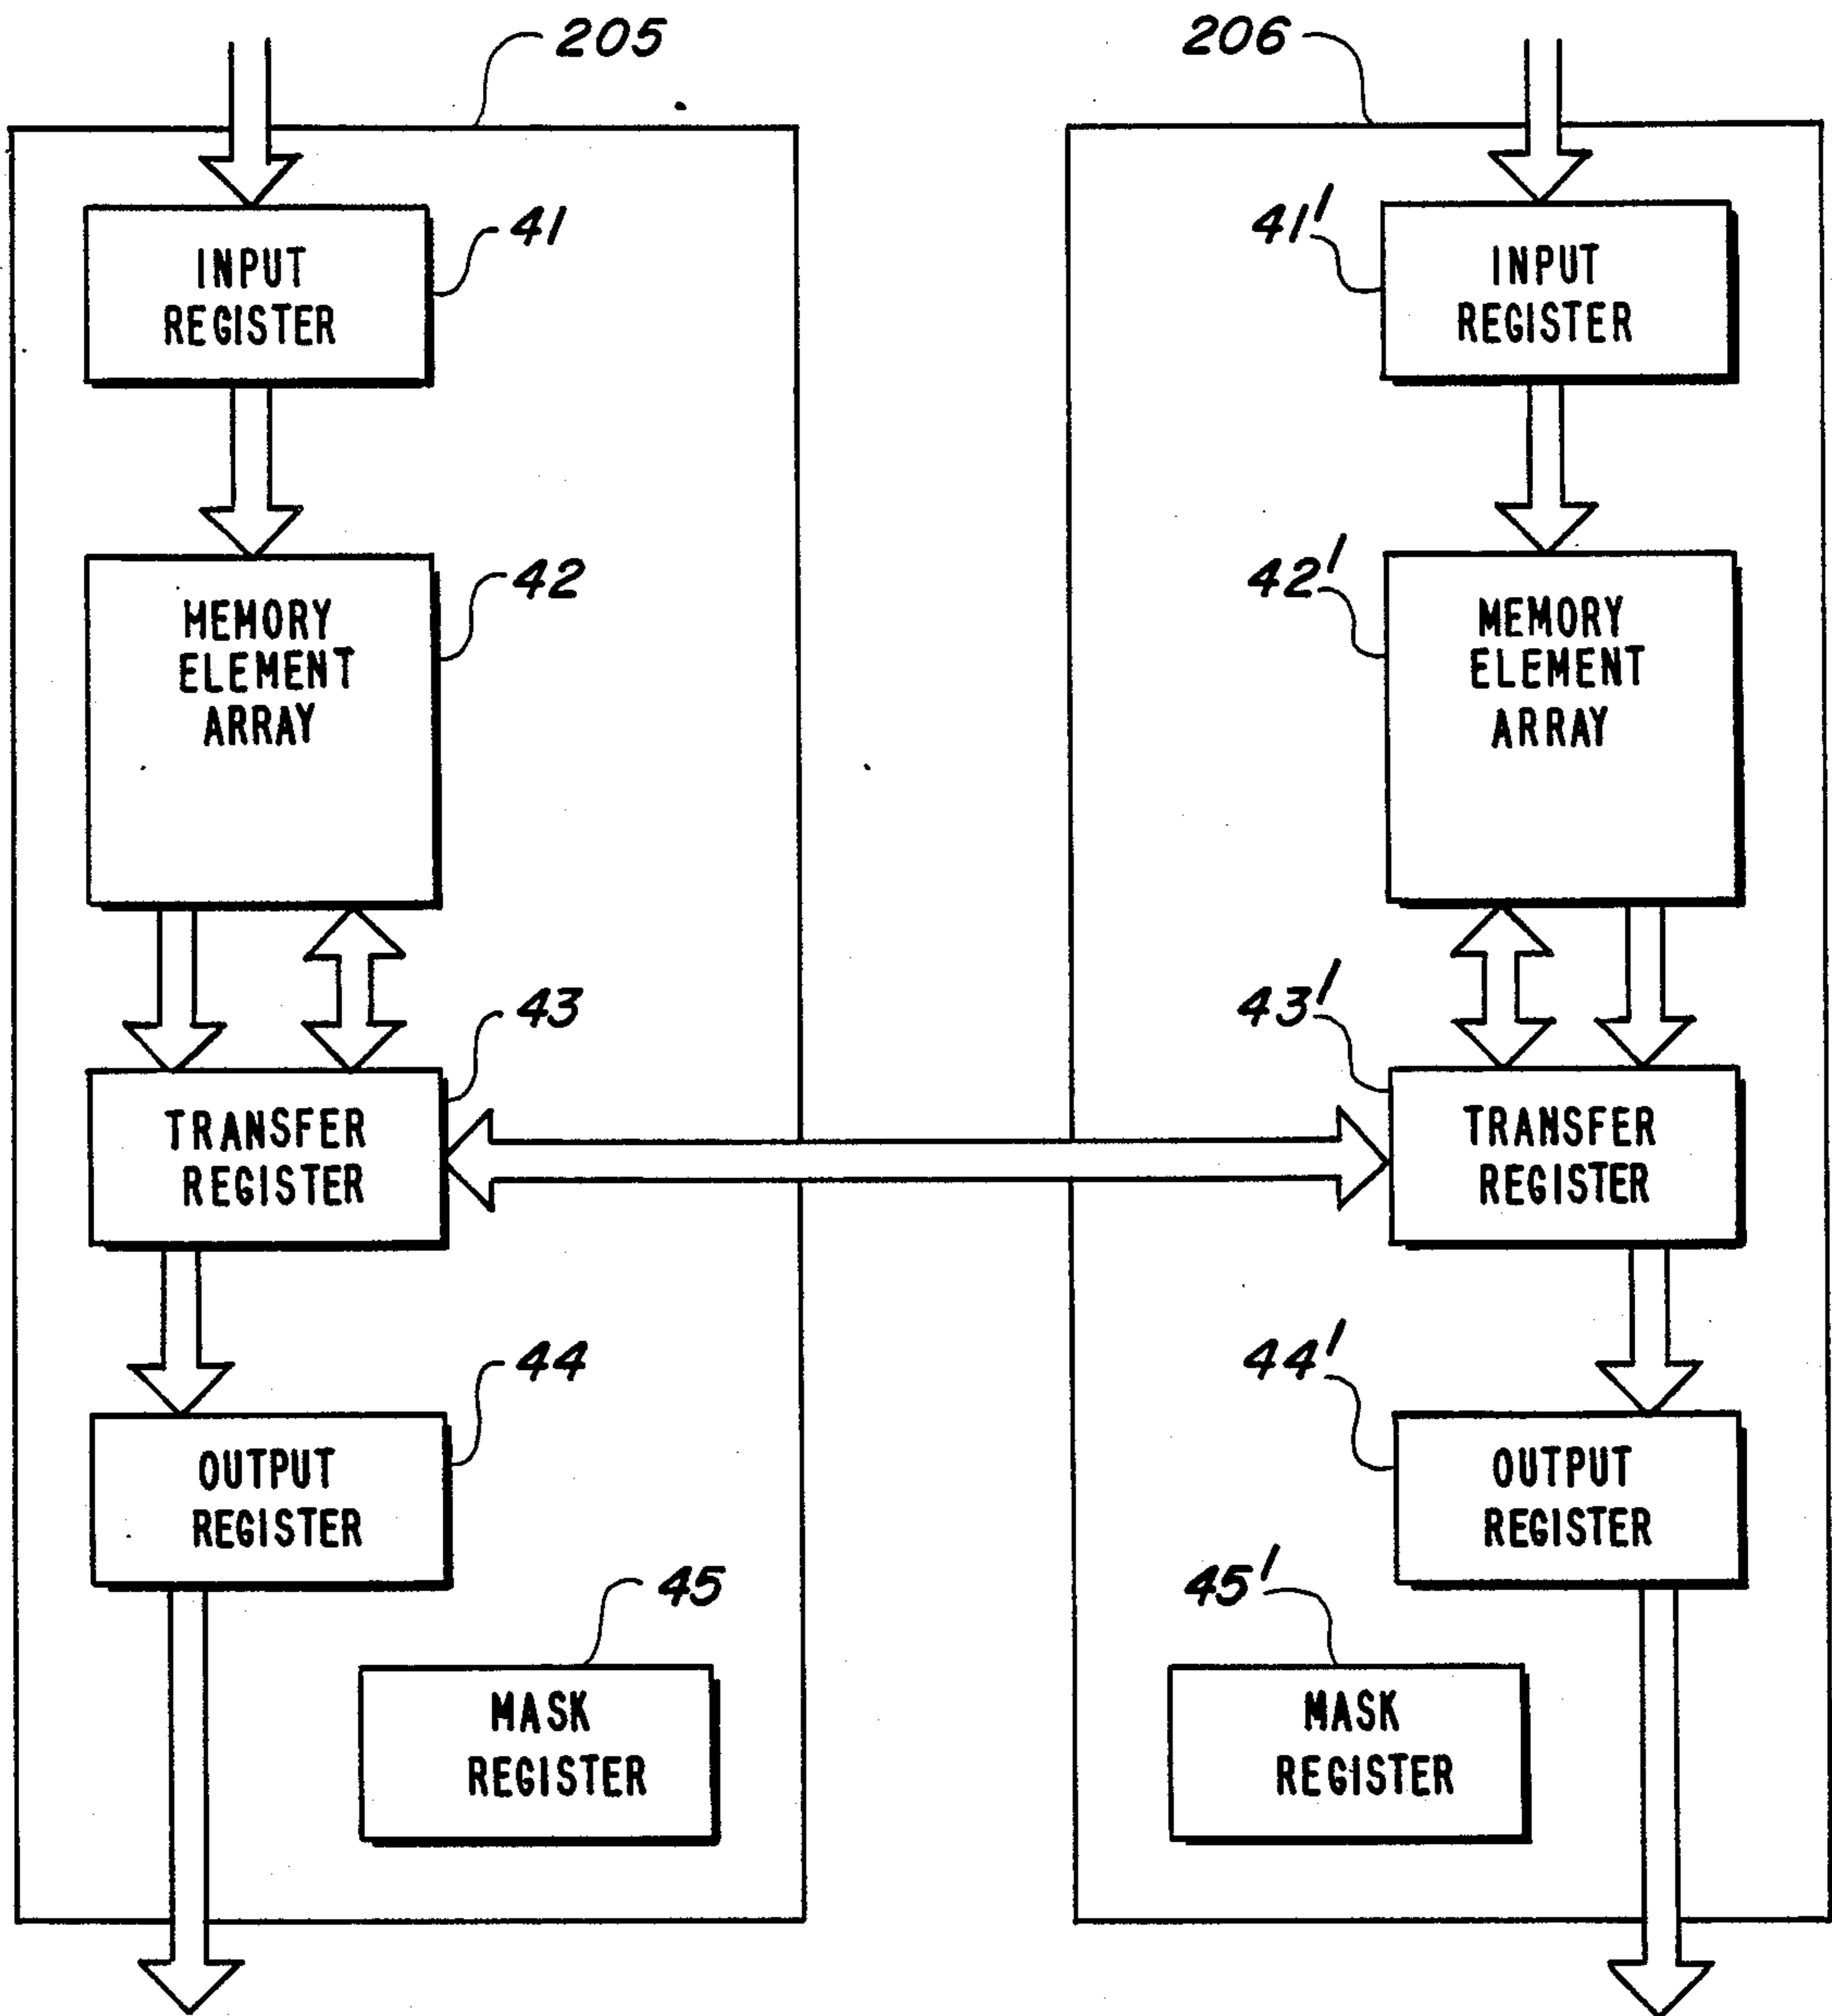 205
206
41
INPUT
REGISTER
41'
INPUT
REGISTER
42
MEMORY
ELEMENT
ARRAY
42'
MEMORY
ELEMENT
ARRAY
43
TRANSFER
REGISTER
43'
TRANSFER
REGISTER
44
OUTPUT
REGISTER
44'
OUTPUT
REGISTER
45
MASK
REGISTER
45'
MASK
REGISTER